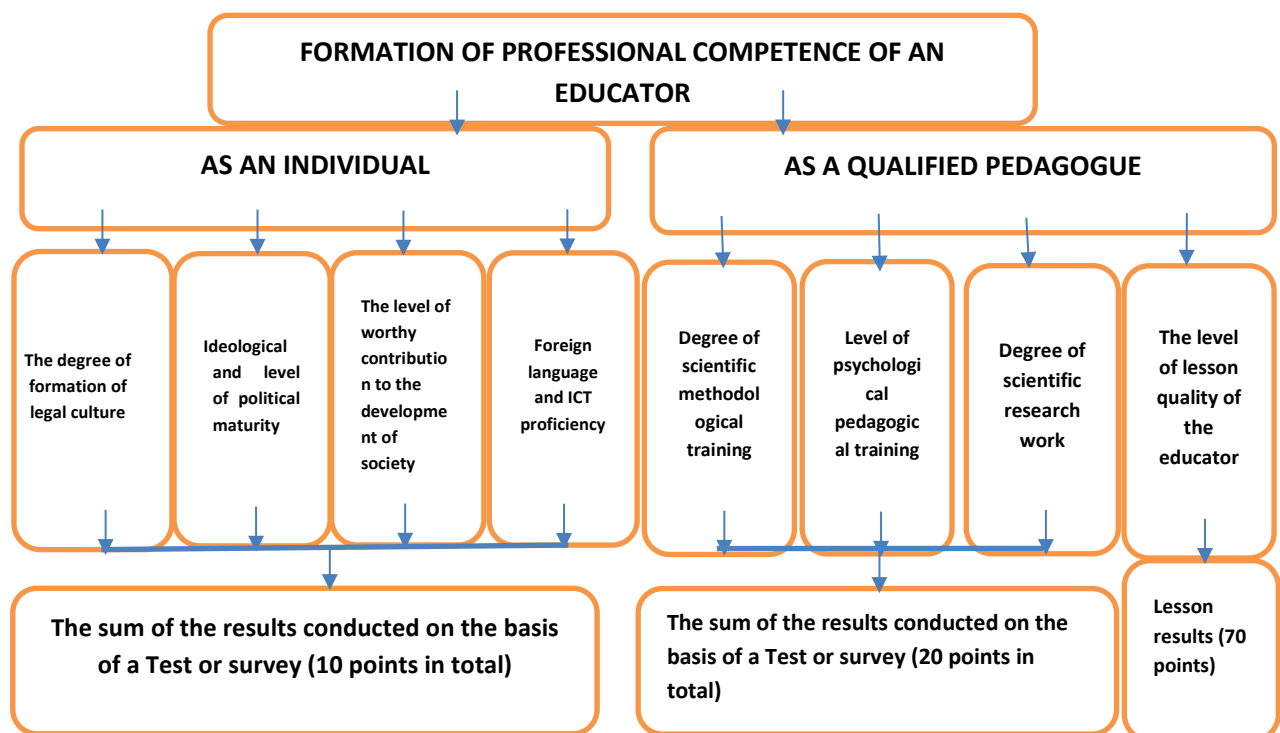 FORMATION OF PROFESSIONAL COMPETENCE OF AN
EDUCATOR
AS AN INDIVIDUAL
AS A QUALIFIED PEDAGOGUE
The degree of
formation of
legal culture
Ideological
and level
of political
maturity
The level of
worthy
contributio
n to the
developme
nt of
society
Foreign
language
and ICT
proficiency
Degree of
scientific
methodol
ogical
training
Level of
psychologi
cal
pedagogic
al training
Degree of
scientific
research
work
The level
of lesson
quality of
the
educator
The sum of the results conducted on the basis
of a Test or survey (10 points in total)
The sum of the results conducted on the
basis of a Test or survey (20 points in
total)
Lesson
results (70
points)